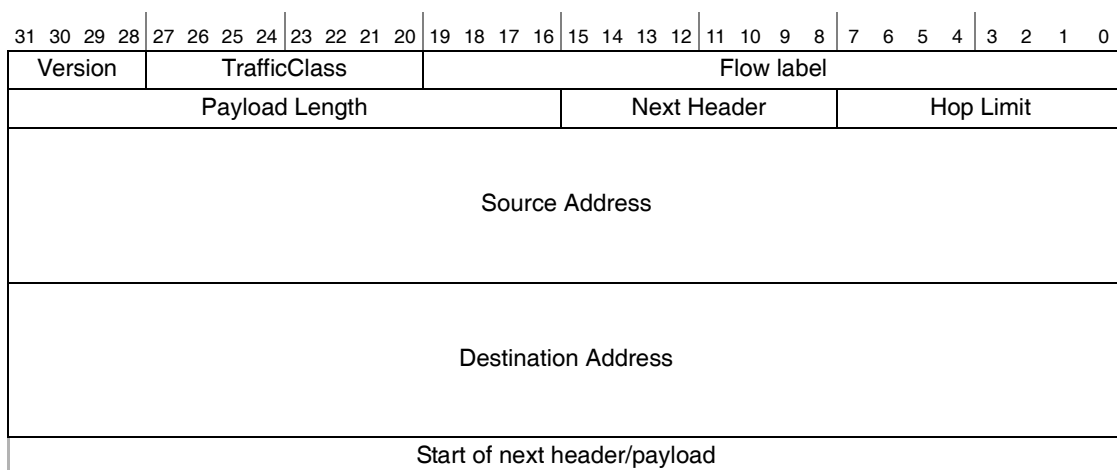 31 30 29 28 27 26 25 24 23 22 21 20 19 18 17 16 15 14 13 12 11 10 9 8 7 6 5 4 3 2 1 0
Version TrafficClass Flow label
Payload Length Next Header Hop Limit
Source Address
Destination Address
Start of next header/payload